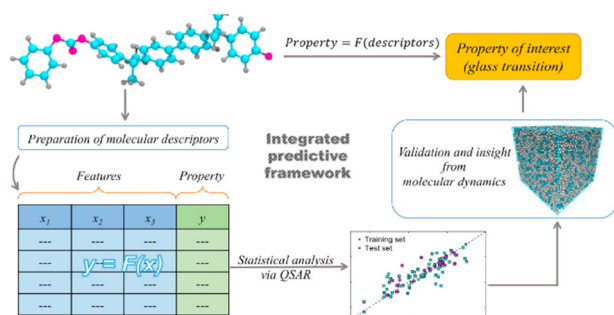 Property = F(descriptors)
Property of interest
(glass transition)
Preparation of molecular descriptors
Integrated
predictive
framework
Validation and insight
from
molecular dynamics
Features
Property
x1 x2 x3 y
--- --- --- ---
--- --- --- ---
y = F(x)
--- --- --- ---
--- --- --- ---
Statistical analysis
via QSAR
Training set
Test set